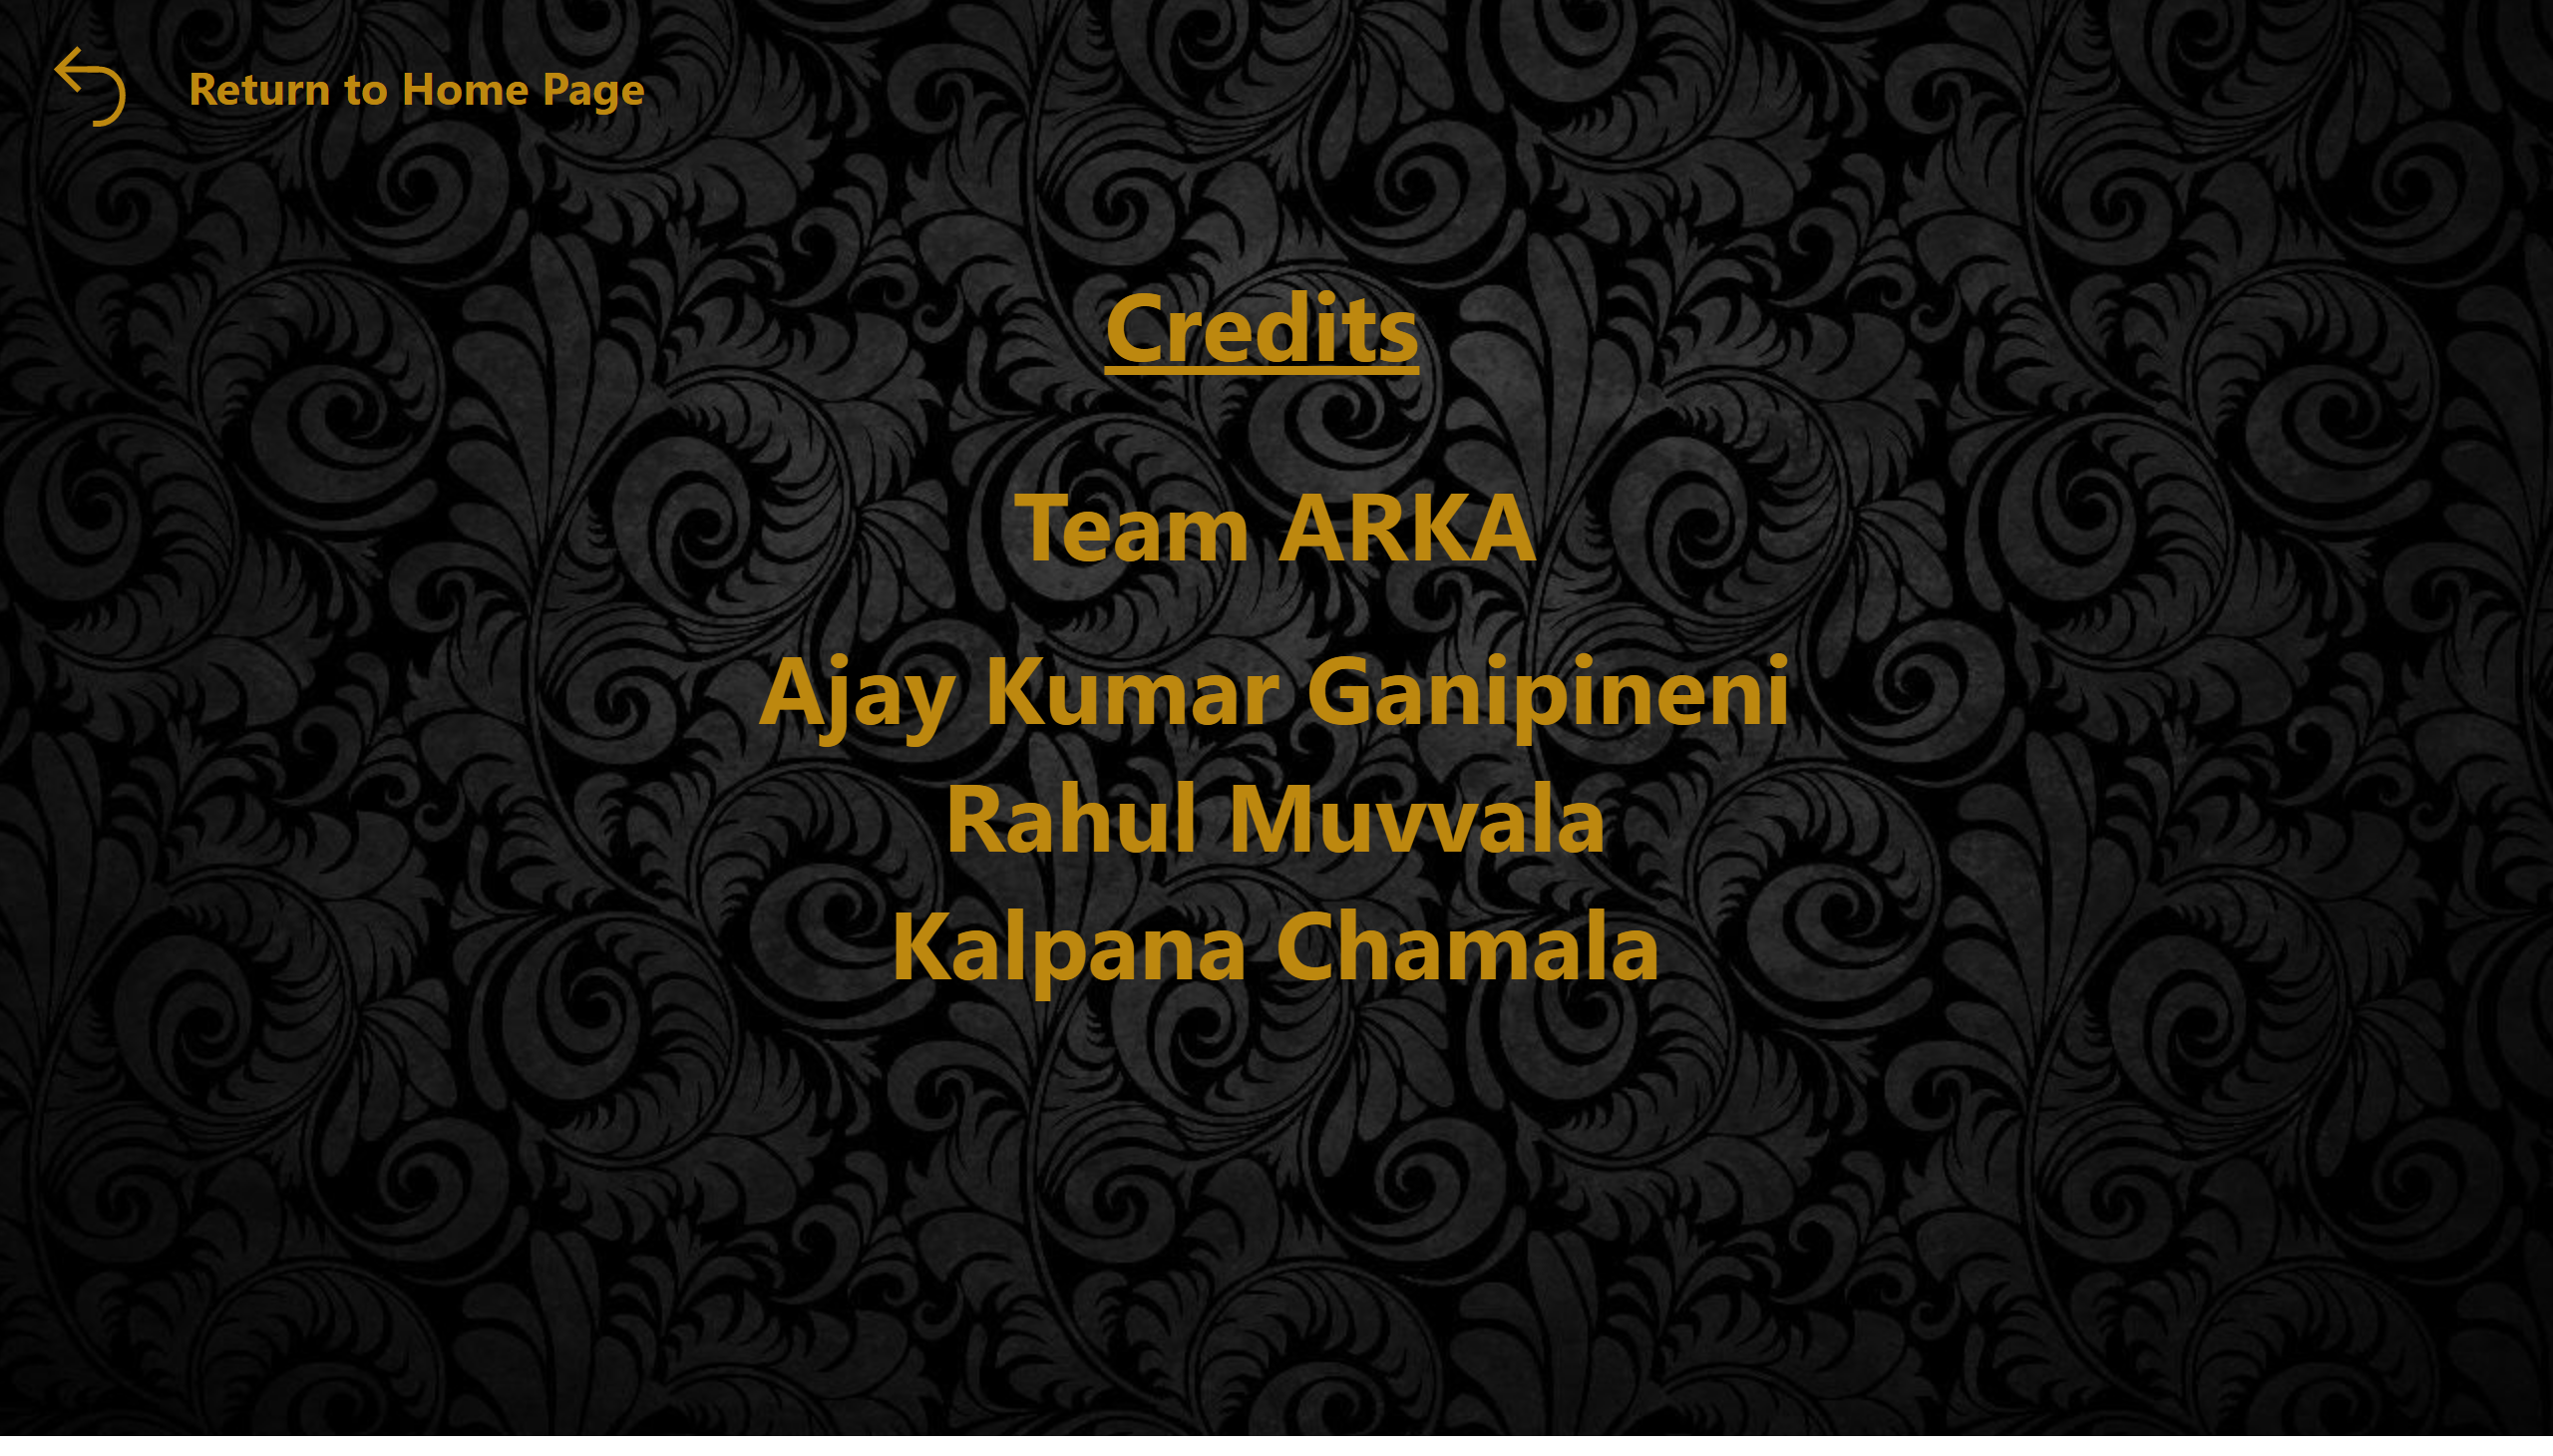 Return to Home Page
Credits
Team ARKA
Ajay Kumar Ganipineni
Rahul Muvvala
Kalpana Chamala